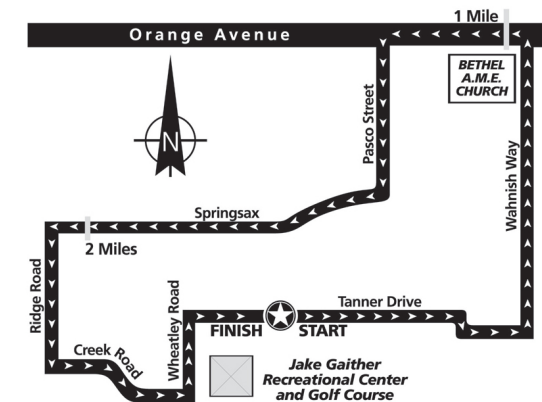 1 Mile
Orange Avenue
BETHEL
A.M.E.
CHURCH
Pasco Street
N
Wahnish Way
Springsax
2 Miles
Ridge Road
Wheatley Road
Tanner Drive
FINISH
START
Creek Road
Jake Gaither
Recreational Center
and Golf Course